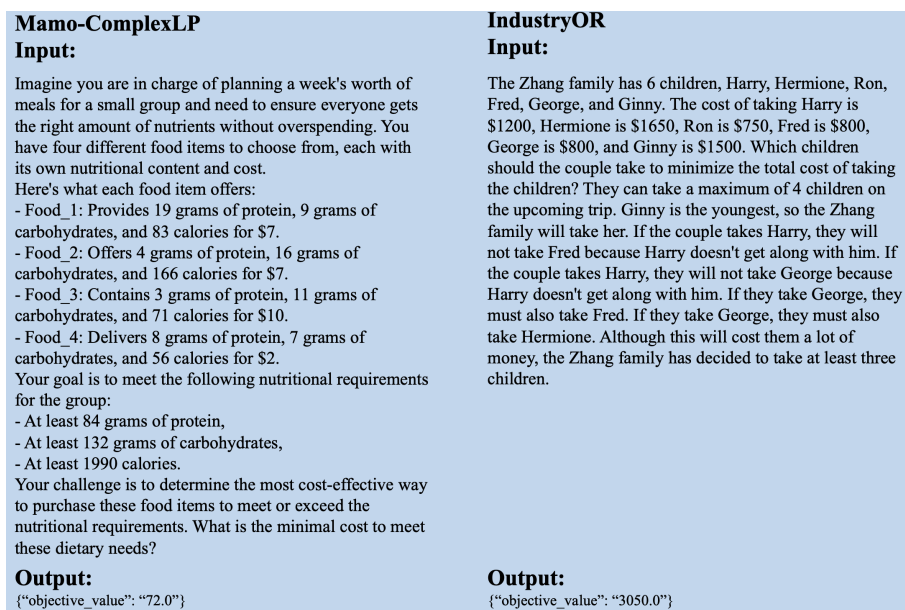 Mamo-ComplexLP
Input:
Imagine you are in charge of planning a week's worth of
meals for a small group and need to ensure everyone gets
the right amount of nutrients without overspending. You
have four different food items to choose from, each with
its own nutritional content and cost.
Here's what each food item offers:
- Food_1: Provides 19 grams of protein, 9 grams of
carbohydrates, and 83 calories for $7.
- Food_2: Offers 4 grams of protein, 16 grams of
carbohydrates, and 166 calories for $7.
- Food_3: Contains 3 grams of protein, 11 grams of
carbohydrates, and 71 calories for $10.
- Food_4: Delivers 8 grams of protein, 7 grams of
carbohydrates, and 56 calories for $2.
Your goal is to meet the following nutritional requirements
for the group:
- At least 84 grams of protein,
- At least 132 grams of carbohydrates,
- At least 1990 calories.
Your challenge is to determine the most cost-effective way
to purchase these food items to meet or exceed the
nutritional requirements. What is the minimal cost to meet
these dietary needs?
Output:
{“objective_value”: “72.0”}
IndustryOR
Input:
The Zhang family has 6 children, Harry, Hermione, Ron,
Fred, George, and Ginny. The cost of taking Harry is
$1200, Hermione is $1650, Ron is $750, Fred is $800,
George is $800, and Ginny is $1500. Which children
should the couple take to minimize the total cost of taking
the children? They can take a maximum of 4 children on
the upcoming trip. Ginny is the youngest, so the Zhang
family will take her. If the couple takes Harry, they will
not take Fred because Harry doesn't get along with him. If
the couple takes Harry, they will not take George because
Harry doesn't get along with him. If they take George, they
must also take Fred. If they take George, they must also
take Hermione. Although this will cost them a lot of
money, the Zhang family has decided to take at least three
children.
Output:
{“objective_value”: “3050.0”}